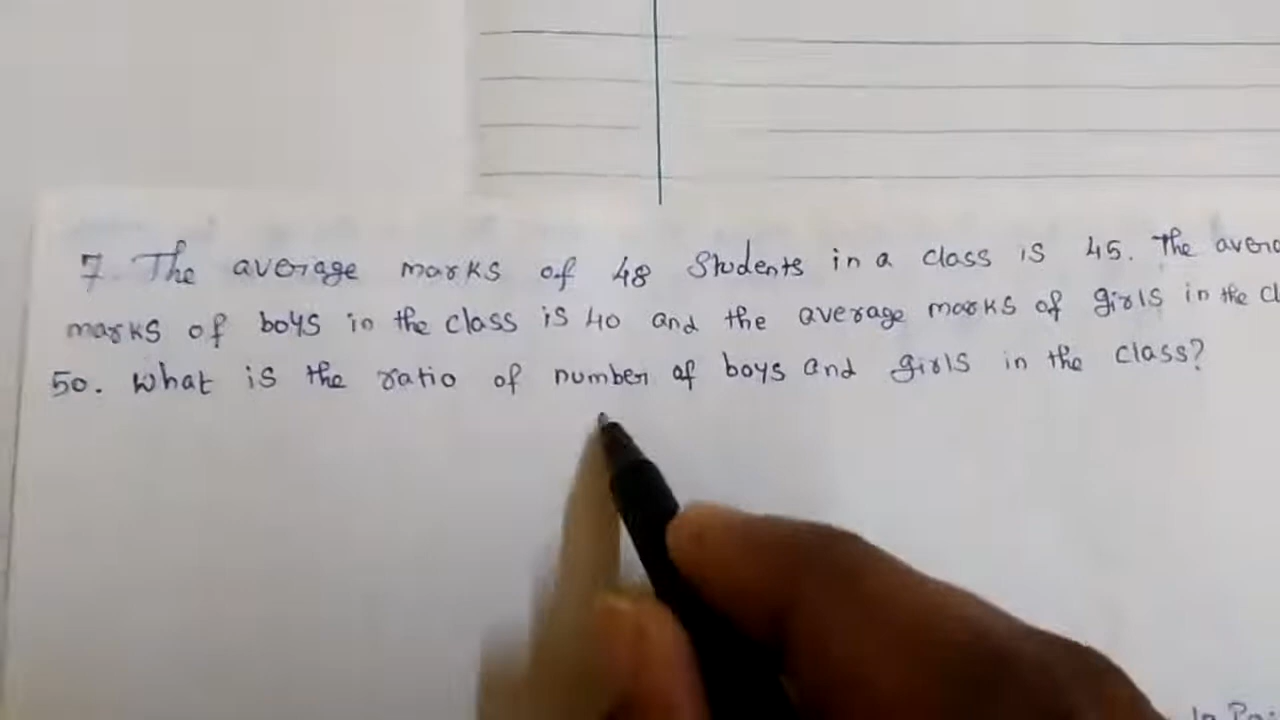 7. The average marks of 48 Students in a class is 45. The
marks of boys in the class is 40 and the average marks of girls in the
50. What is the ratio of number of boys and girls in the class?